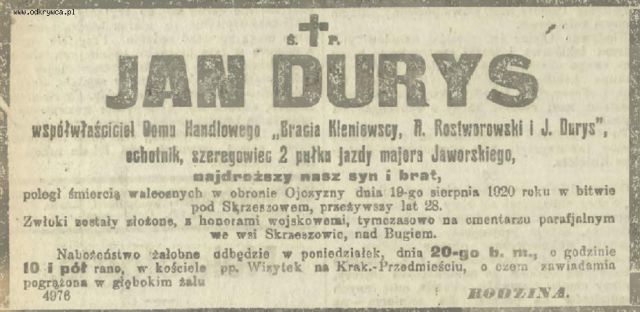 www.odkrywca.pl
Ś. P.
JAN DURYS
współwłaściciel Domu Handlowego „Bracia Kleniewscy, R. Rostworowski i J. Durys”,
ochotnik, szeregowiec 2 pułku jazdy majora Jaworskiego,
najdroższy nasz syn i brat,
poległ śmiercią walecznych w obronie Ojczyzny dnia 19-go sierpnia 1920 roku w bitwie
pod Skrzeszewem, przeżywszy lat 28.
Zwłoki zostały złożone, z honorami wojskowemi, tymczasowo na cmentarzu parafjalnym
we wsi Skrzeszowie, nad Bugiem.
Nabożeństwo żałobne odbędzie w poniedziałek, dnia 20-go b. m., o godzinie
10 i pół rano, w kościele pp. Wizytek na Krak.-Przedmieściu, o czem zawiadamia
pogrążona w głębokim żalu
4976 RODZINA.